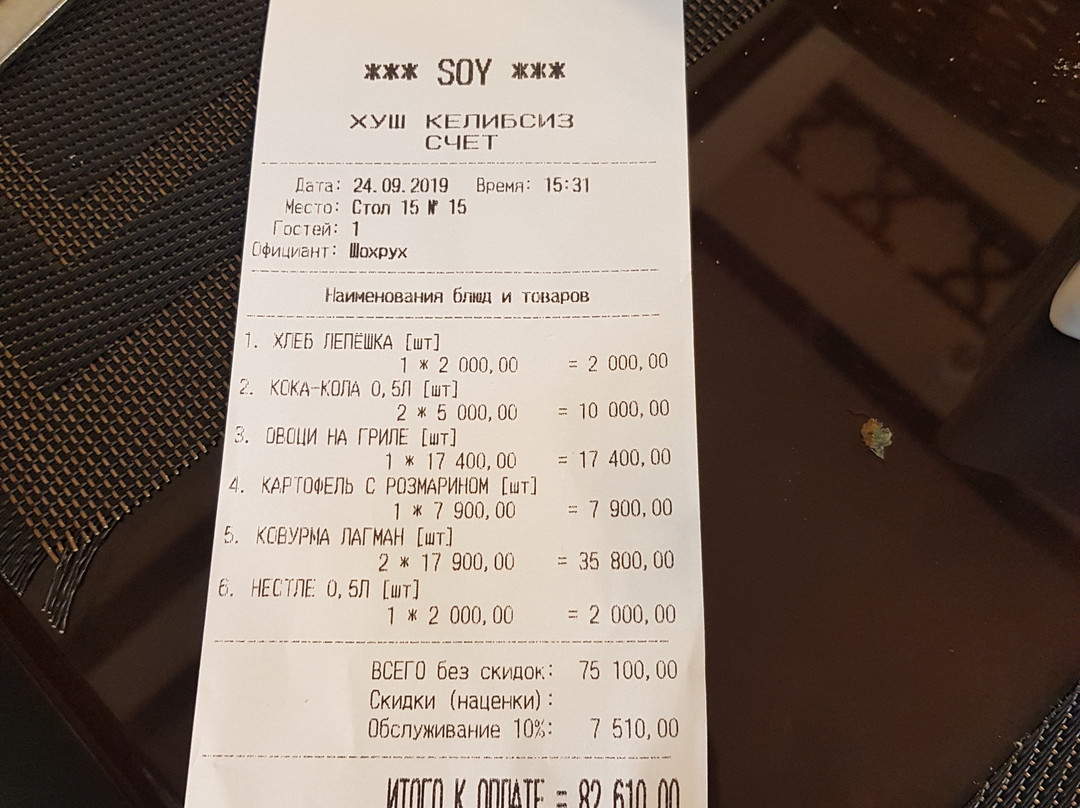 *** SOY ***
ХУШ КЕЛИБСИЗ
СЧЕТ
Дата: 24.09.2019 Время: 15:31
Место: Стол 15 № 15
Гостей: 1
Официант: Шохрух
Наименования блюд и товаров
1. ХЛЕБ ЛЕПЁШКА [шт]
1 * 2 000,00 = 2 000,00
2. КОКА-КОЛА 0,5Л [шт]
2 * 5 000,00 = 10 000,00
3. ОВОЩИ НА ГРИЛЕ [шт]
1 * 17 400,00 = 17 400,00
4. КАРТОФЕЛЬ С РОЗМАРИНОМ [шт]
1 * 7 900,00 = 7 900,00
5. КОВУРМА ЛАГМАН [шт]
2 * 17 900,00 = 35 800,00
6. НЕСТЛЕ 0,5Л [шт]
1 * 2 000,00 = 2 000,00
ВСЕГО без скидок: 75 100,00
Скидки (наценки):
Обслуживание 10%: 7 510,00
ИТОГО К ОПЛАТЕ = 82 610,00